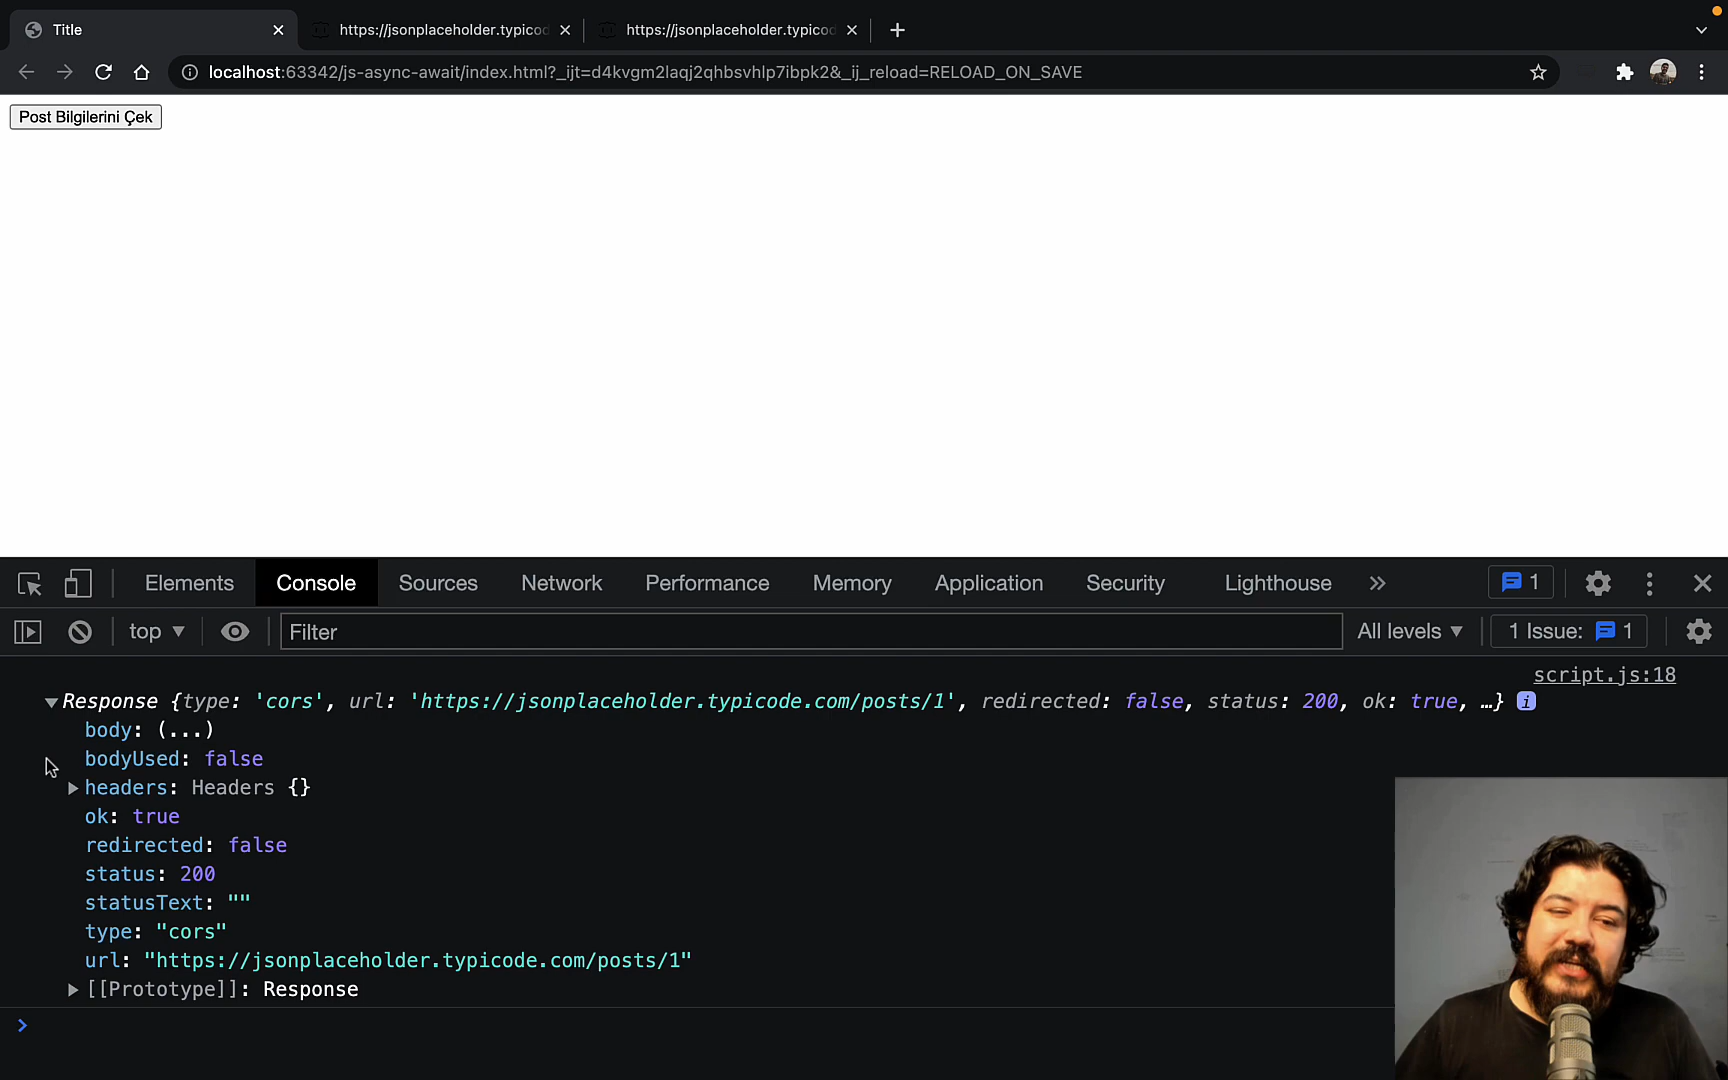 Title
https://jsonplaceholder.typico
https://jsonplaceholder.typico
localhost:63342/js-async-await/index.html?_ijt=d4kvgm2laqj2qhbsvhlp7ibpk2&_ij_reload=RELOAD_ON_SAVE
Post Bilgilerini Çek
Elements Console Sources Network Performance Memory Application Security Lighthouse » 1
top Filter All levels 1 Issue: 1
script.js:18
Response {type: 'cors', url: 'https://jsonplaceholder.typicode.com/posts/1', redirected: false, status: 200, ok: true, …} i
body: (...)
bodyUsed: false
headers: Headers {}
ok: true
redirected: false
status: 200
statusText: ""
type: "cors"
url: "https://jsonplaceholder.typicode.com/posts/1"
[[Prototype]]: Response